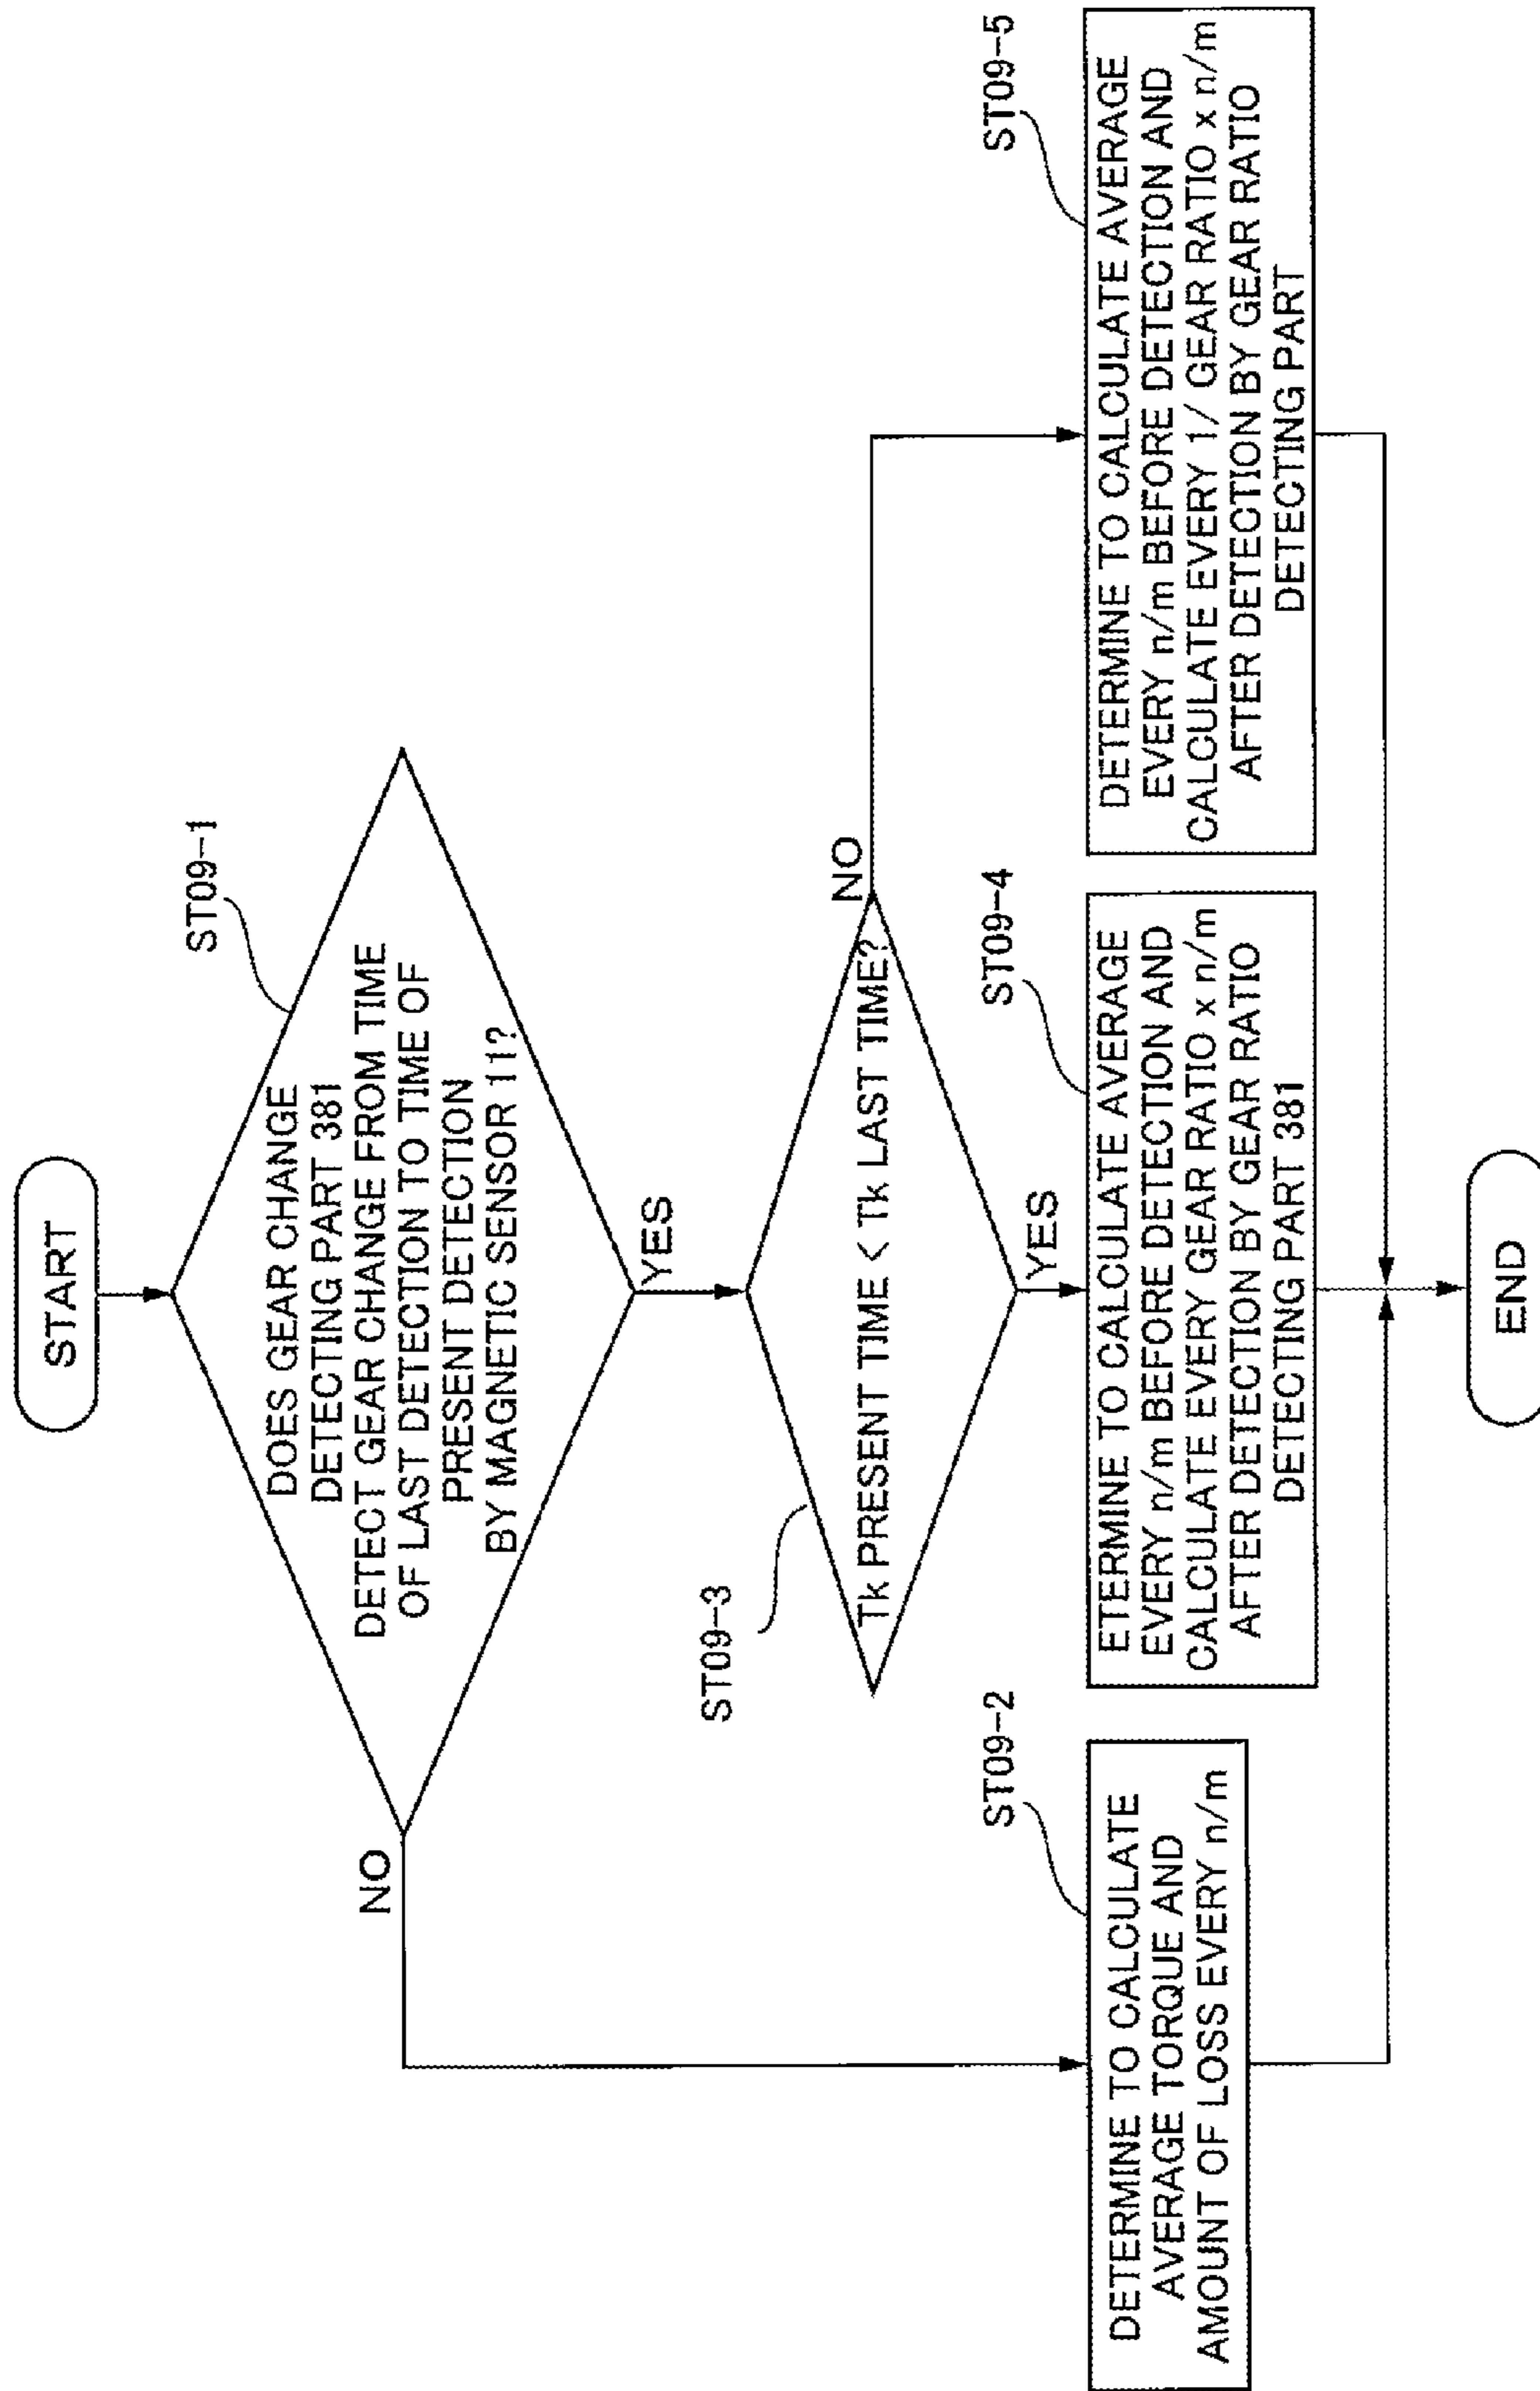 START
ST09-1
DOES GEAR CHANGE
DETECTING PART 381
DETECT GEAR CHANGE FROM TIME
OF LAST DETECTION TO TIME OF
PRESENT DETECTION
BY MAGNETIC SENSOR 11?
NO
YES
ST09-3
Tk PRESENT TIME < Tk LAST TIME?
NO
YES
ST09-2
DETERMINE TO CALCULATE
AVERAGE TORQUE AND
AMOUNT OF LOSS EVERY n/m
ST09-4
ETERMINE TO CALCULATE AVERAGE
EVERY n/m BEFORE DETECTION AND
CALCULATE EVERY GEAR RATIO x n/m
AFTER DETECTION BY GEAR RATIO
DETECTING PART 381
ST09-5
DETERMINE TO CALCULATE AVERAGE
EVERY n/m BEFORE DETECTION AND
CALCULATE EVERY 1/ GEAR RATIO x n/m
AFTER DETECTION BY GEAR RATIO
DETECTING PART
END